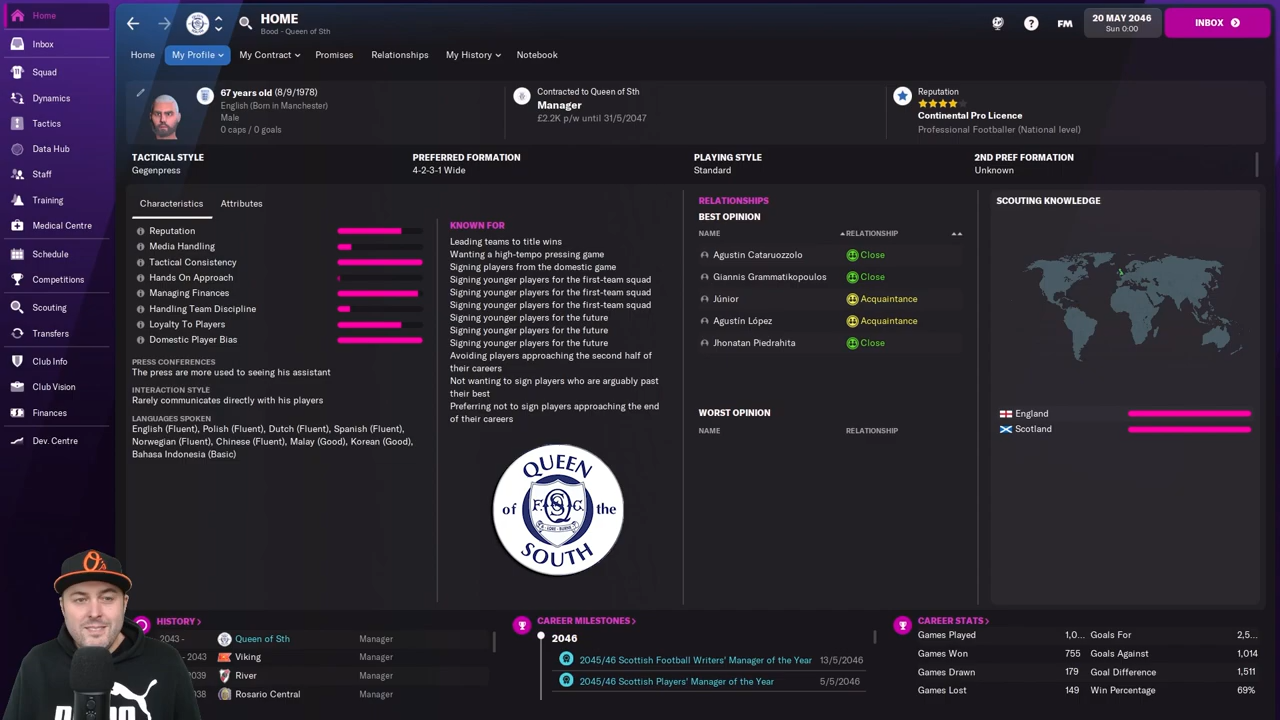 Home
HOME
Bood - Queen of Sth
FM
20 MAY 2046
Sun 0:00
INBOX
Inbox
Squad
Dynamics
Tactics
Data Hub
Staff
Training
Medical Centre
Schedule
Competitions
Scouting
Transfers
Club Info
Club Vision
Finances
Dev. Centre
Home
My Profile
My Contract
Promises
Relationships
My History
Notebook
67 years old (8/9/1978)
English (Born in Manchester)
Male
0 caps / 0 goals
Contracted to Queen of Sth
Manager
£2.2K p/w until 31/5/2047
Reputation
Continental Pro Licence
Professional Footballer (National level)
TACTICAL STYLE
Gegenpress
PREFERRED FORMATION
4-2-3-1 Wide
PLAYING STYLE
Standard
2ND PREF FORMATION
Unknown
Characteristics
Attributes
Reputation
Media Handling
Tactical Consistency
Hands On Approach
Managing Finances
Handling Team Discipline
Loyalty To Players
Domestic Player Bias
PRESS CONFERENCES
The press are more used to seeing his assistant
INTERACTION STYLE
Rarely communicates directly with his players
LANGUAGES SPOKEN
English (Fluent), Polish (Fluent), Dutch (Fluent), Spanish (Fluent),
Norwegian (Fluent), Chinese (Fluent), Malay (Good), Korean (Good),
Bahasa Indonesia (Basic)
KNOWN FOR
Leading teams to title wins
Wanting a high-tempo pressing game
Signing players from the domestic game
Signing younger players for the first-team squad
Signing younger players for the first-team squad
Signing younger players for the first-team squad
Signing younger players for the future
Signing younger players for the future
Signing younger players for the future
Avoiding players approaching the second half of
their careers
Not wanting to sign players who are arguably past
their best
Preferring not to sign players approaching the end
of their careers
QUEEN
of the
SOUTH
RELATIONSHIPS
BEST OPINION
NAME RELATIONSHIP
Agustin Cataruozzolo Close
Giannis Grammatikopoulos Close
Júnior Acquaintance
Agustín López Acquaintance
Jhonatan Piedrahita Close
WORST OPINION
NAME RELATIONSHIP
SCOUTING KNOWLEDGE
England
Scotland
HISTORY
2043 - Queen of Sth Manager
- 2043 Viking Manager
2039 River Manager
038 Rosario Central Manager
CAREER MILESTONES
2046
2045/46 Scottish Football Writers' Manager of the Year 13/5/2046
2045/46 Scottish Players' Manager of the Year 5/5/2046
CAREER STATS
Games Played 1,0... Goals For 2,5...
Games Won 755 Goals Against 1,014
Games Drawn 179 Goal Difference 1,511
Games Lost 149 Win Percentage 69%
O's